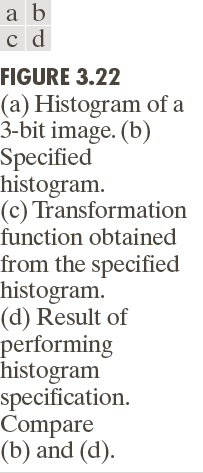 a b
c d
FIGURE 3.22
(a) Histogram of a
3-bit image. (b)
Specified
histogram.
(c) Transformation
function obtained
from the specified
histogram.
(d) Result of
performing
histogram
specification.
Compare
(b) and (d).